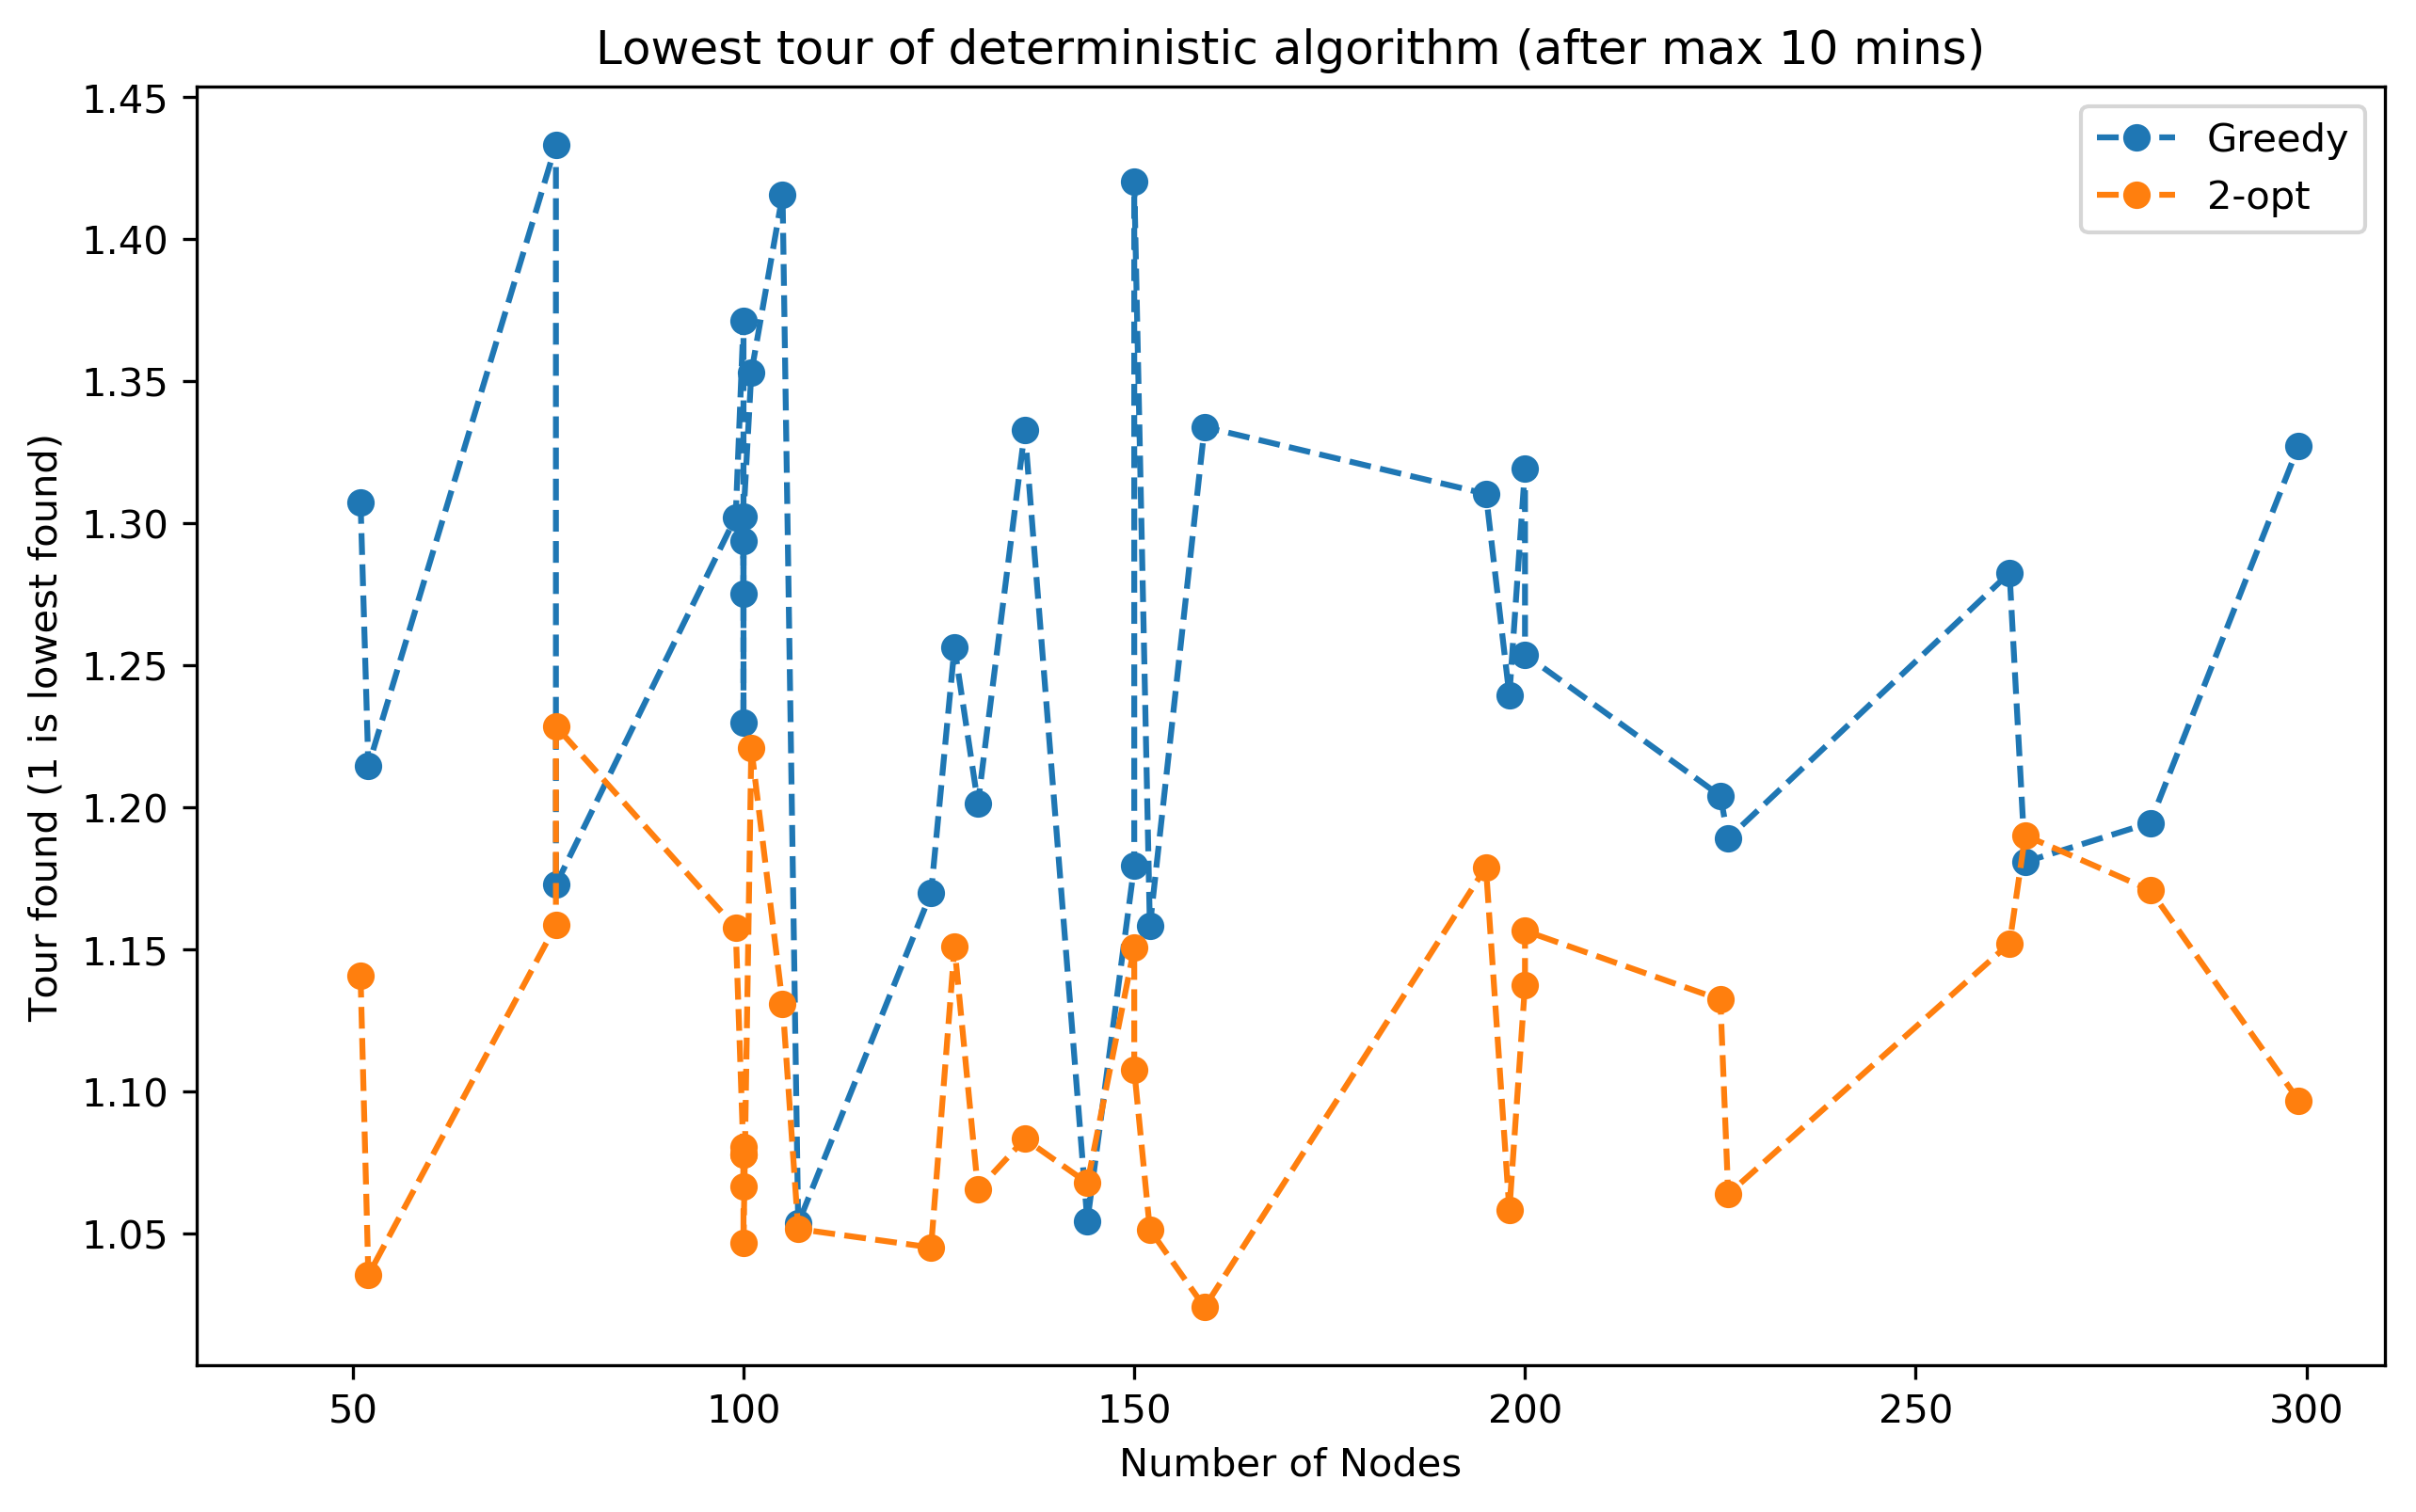 Lowest tour of deterministic algorithm (after max 10 mins)
Greedy
2-opt
Tour found (1 is lowest found)
1.45
1.40
1.35
1.30
1.25
1.20
1.15
1.10
1.05
50 100 150 200 250 300
Number of Nodes